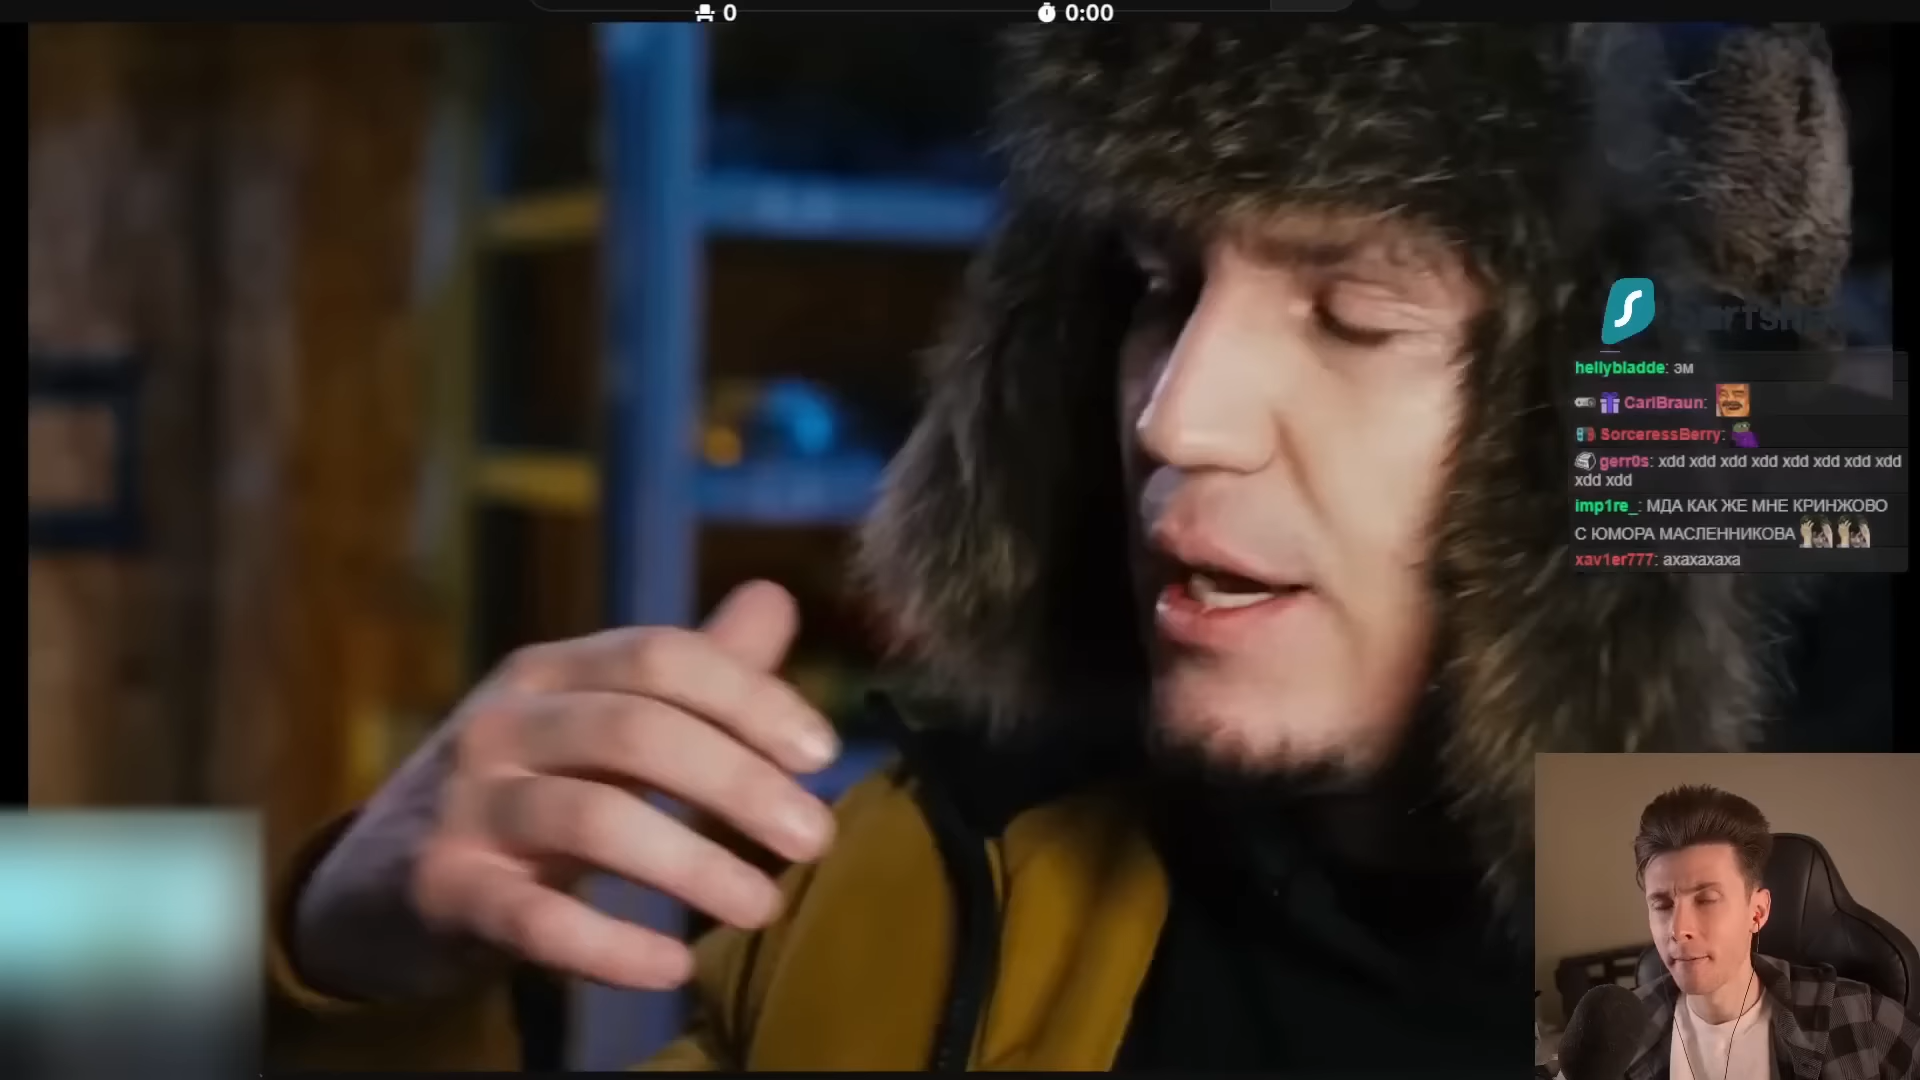 0 0:00
hellybladde: эм
CarlBraun:
SorceressBerry:
gerr0s: xdd xdd xdd xdd xdd xdd xdd xdd
xdd xdd
imp1re_: МДА КАК ЖЕ МНЕ КРИНЖОВО
С ЮМОРА МАСЛЕННИКОВА
xav1er777: ахахахаха